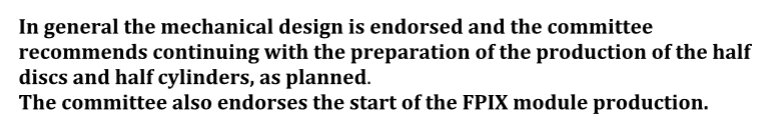 In general the mechanical design is endorsed and the committee
recommends continuing with the preparation of the production of the half
discs and half cylinders, as planned.
The committee also endorses the start of the FPIX module production.